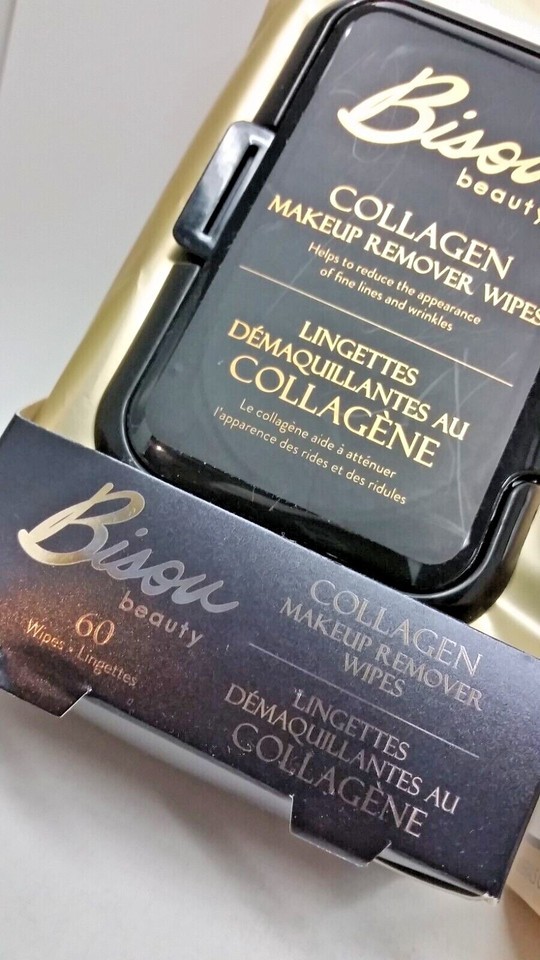 Bisou
beauty
COLLAGEN
MAKEUP REMOVER WIPES
Helps to reduce the appearance
of fine lines and wrinkles
LINGETTES
DÉMAQUILLANTES AU
COLLAGÈNE
Le collagène aide à atténuer
l'apparence des rides et des ridules
Bisou
beauty
60
Wipes • Lingettes
COLLAGEN
MAKEUP REMOVER
WIPES
LINGETTES
DÉMAQUILLANTES AU
COLLAGÈNE